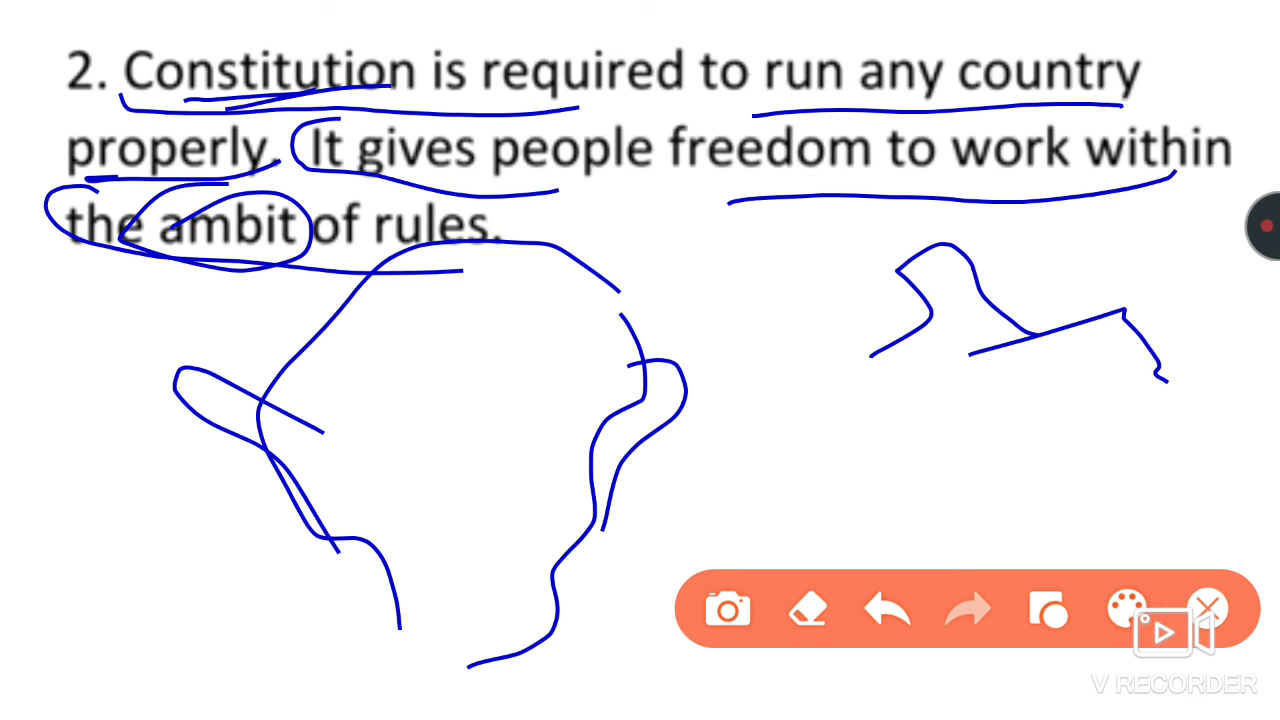 2. Constitution is required to run any country
properly. It gives people freedom to work within
the ambit of rules.
V RECORDER